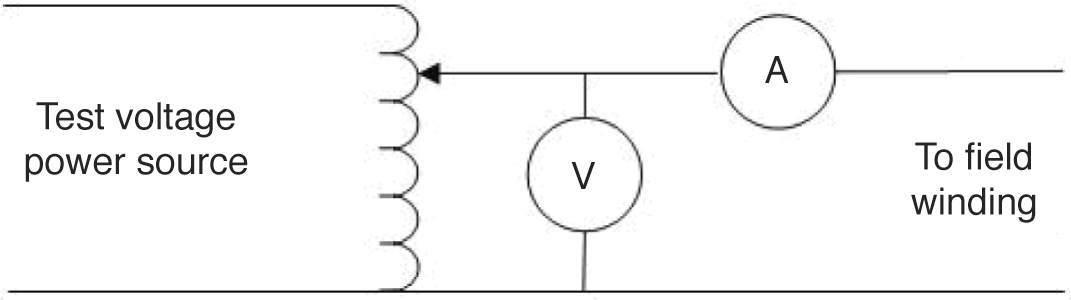 Test voltage
power source
V
A
To field
winding